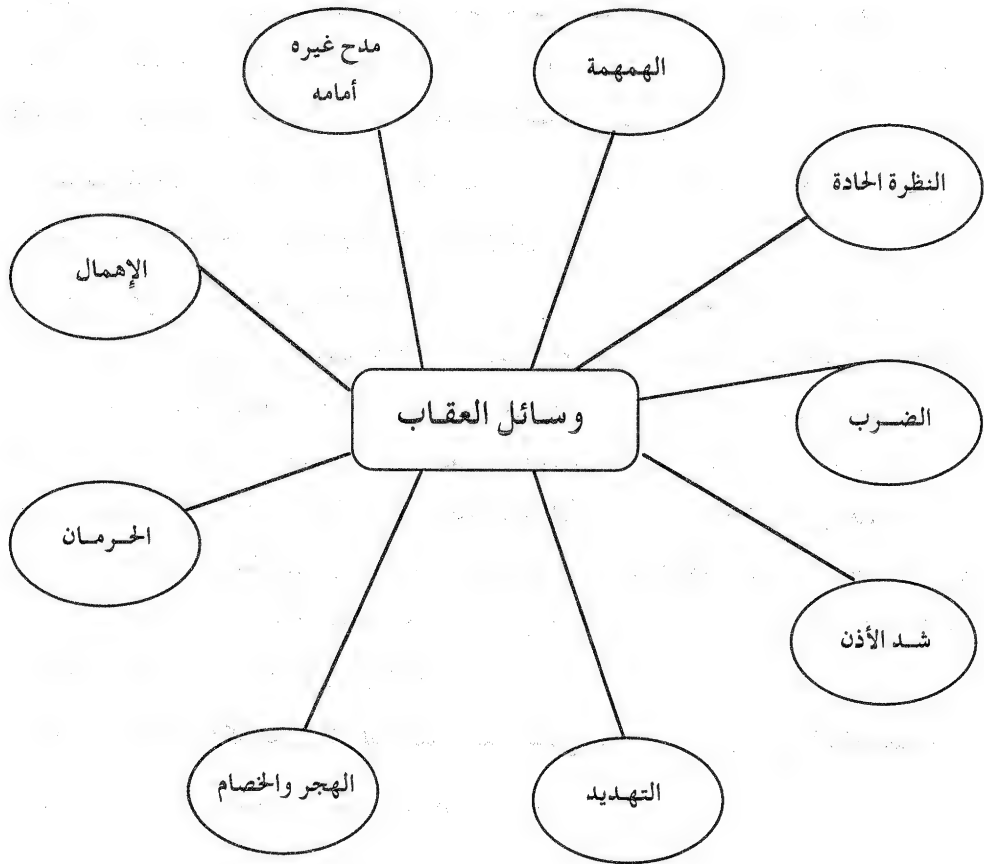 مدح غيره
أمامه
الهمهمة
النظرة الحادة
الإهمال
وسائل العقاب
الضرب
الحرمان
شد الأذن
الهجر والخصام
التهديد